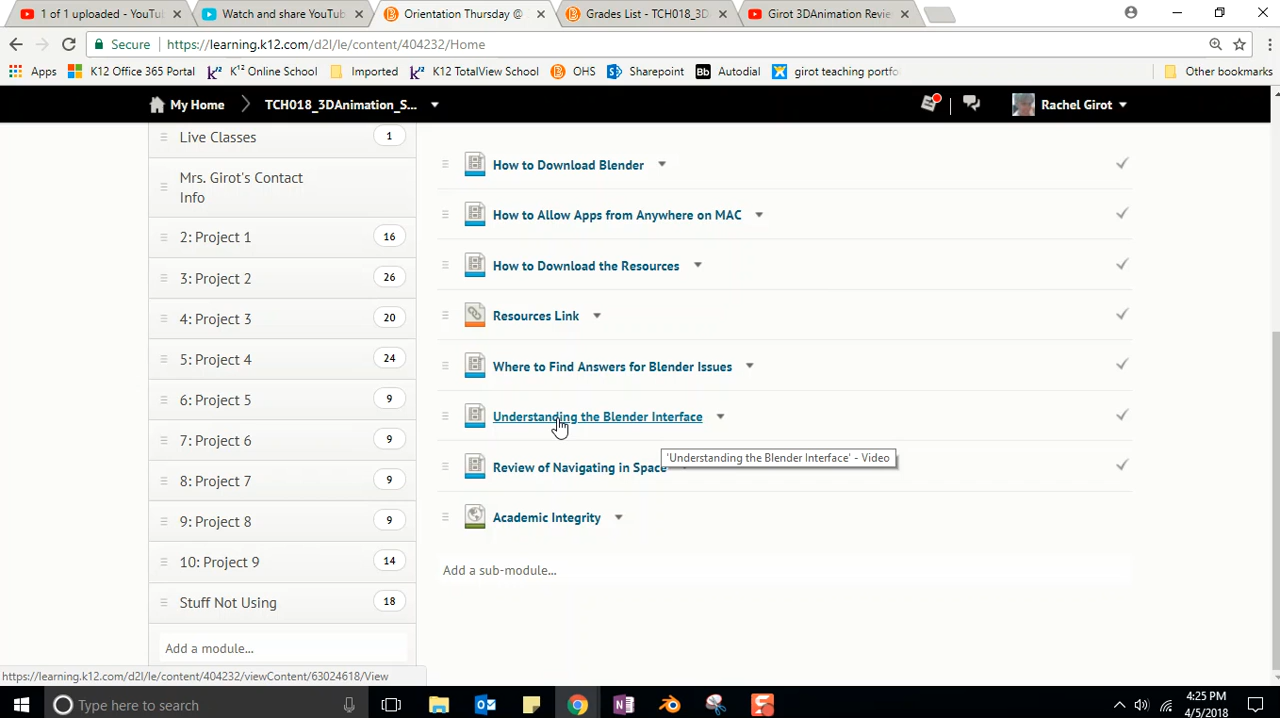 1 of 1 uploaded - YouTu
Watch and share YouTub
Orientation Thursday @
Grades List - TCH018_3D
Girot 3DAnimation Revie
Secure
https://learning.k12.com/d2l/le/content/404232/Home
Apps
K12 Office 365 Portal
K¹² Online School
Imported
K12 TotalView School
OHS
Sharepoint
Bb
Autodial
girot teaching portfo
Other bookmarks
My Home
TCH018_3DAnimation_S...
Rachel Girot
Live Classes
1
Mrs. Girot's Contact
Info
2: Project 1
16
3: Project 2
26
4: Project 3
20
5: Project 4
24
6: Project 5
9
7: Project 6
9
8: Project 7
9
9: Project 8
9
10: Project 9
14
Stuff Not Using
18
Add a module...
How to Download Blender
How to Allow Apps from Anywhere on MAC
How to Download the Resources
Resources Link
Where to Find Answers for Blender Issues
Understanding the Blender Interface
'Understanding the Blender Interface' - Video
Review of Navigating in Space
Academic Integrity
Add a sub-module...
https://learning.k12.com/d2l/le/content/404232/viewContent/63024618/View
Type here to search
4:25 PM
4/5/2018